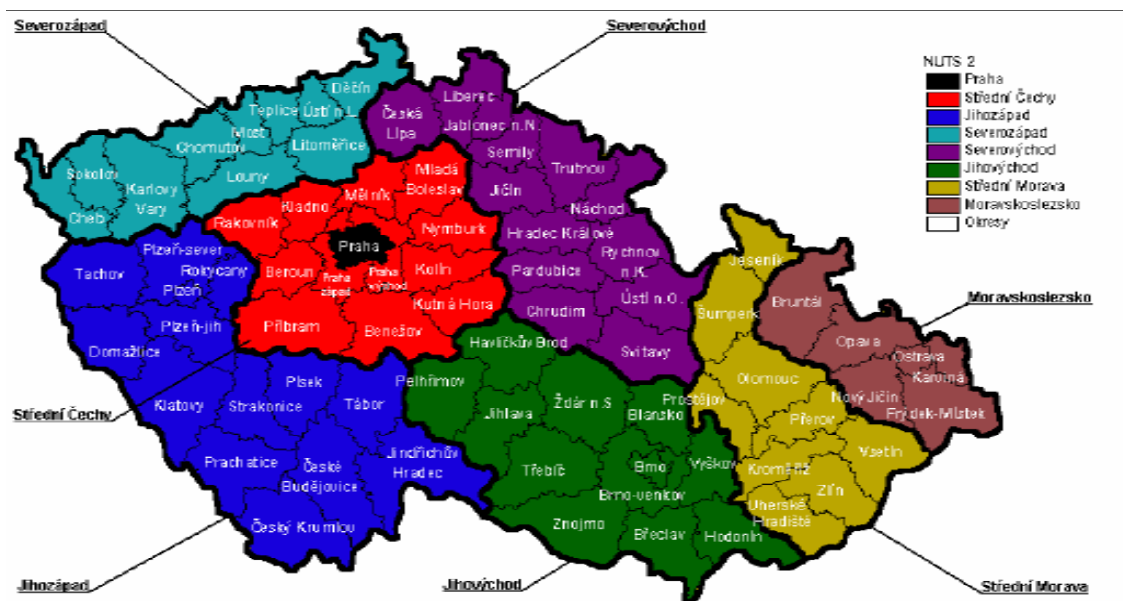 Severozápad
Severovýchod
NUTS 2
Praha
Střední Čechy
Jihozápad
Severozápad
Severovýchod
Jihovýchod
Střední Morava
Moravskoslezsko
Okresy
Děčín
Teplice
Ústí n.L.
Most
Litoměřice
Chomutov
Louny
Sokolov
Karlovy
Vary
Cheb
Česká
Lípa
Liberec
Jablonec n.N.
Semily
Trutnov
Jičín
Náchod
Hradec Králové
Rychnov
n.K.
Pardubice
Ústí n.O.
Chrudim
Svitavy
Mladá
Boleslav
Mělník
Kladno
Rakovník
Nymburk
Praha
Beroun
Praha
západ
Praha
východ
Kolín
Kutná Hora
Příbram
Benešov
Plzeň-sever
Tachov
Rokycany
Plzeň
Plzeň-jih
Domažlice
Klatovy
Písek
Strakonice
Tábor
Prachatice
České
Budějovice
Jindřichův
Hradec
Český Krumlov
Havlíčkův Brod
Pelhřimov
Jihlava
Žďár n.S
Blansko
Třebíč
Brno
Vyškov
Brno-venkov
Znojmo
Břeclav
Hodonín
Jeseník
Šumperk
Olomouc
Prostějov
Přerov
Kroměříž
Vsetín
Zlín
Uherské
Hradiště
Bruntál
Opava
Ostrava
Karviná
Nový Jičín
Frýdek-Místek
Moravskoslezsko
Střední Čechy
Jihozápad
Jihovýchod
Střední Morava